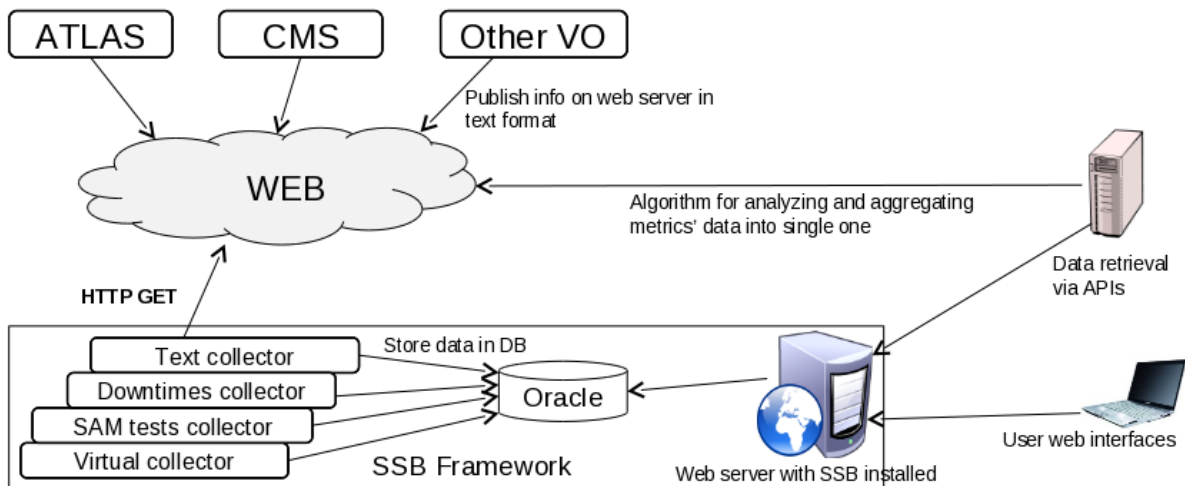 ATLAS
CMS
Other VO
Publish info on web server in
text format
WEB
Algorithm for analyzing and aggregating
metrics' data into single one
Data retrieval
via APIs
HTTP GET
Text collector
Store data in DB
Downtimes collector
Oracle
SAM tests collector
Virtual collector
SSB Framework
Web server with SSB installed
User web interfaces